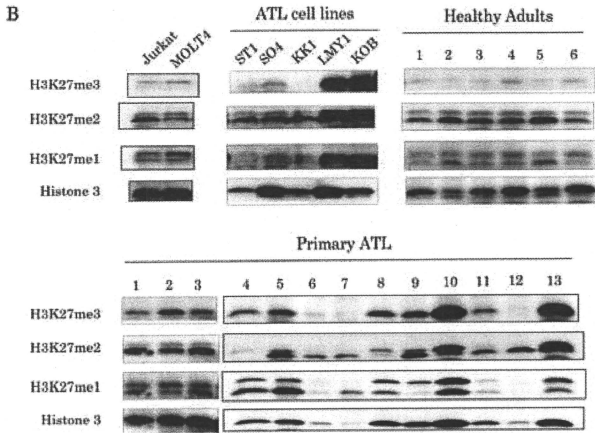 B
ATL cell lines
Healthy Adults
Jurkat MOLT4
ST1 SO4 KK1 LMY1 KOB
1 2 3 4 5 6
H3K27me3
H3K27me2
H3K27me1
Histone 3
Primary ATL
1 2 3 4 5 6 7 8 9 10 11 12 13
H3K27me3
H3K27me2
H3K27me1
Histone 3